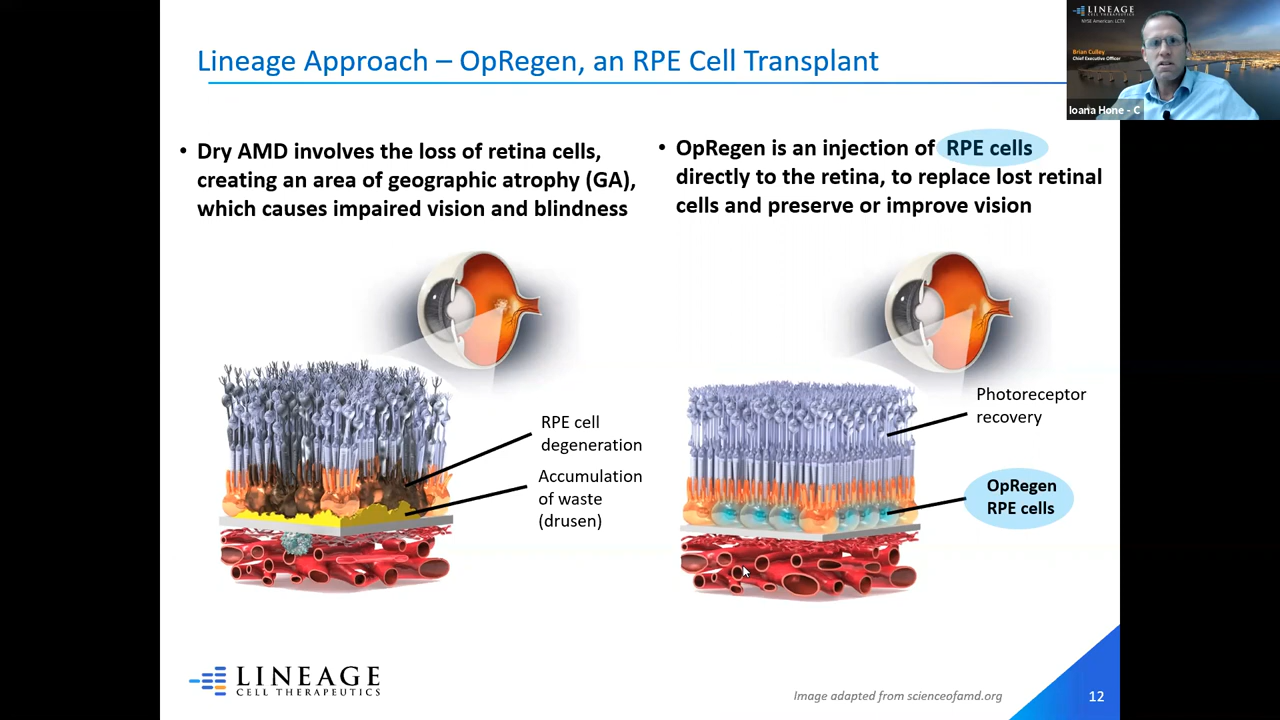 Lineage Approach – OpRegen, an RPE Cell Transplant
LINEAGE
CELL THERAPEUTICS
NYSE American: LCTX
Brian Culley
Chief Executive Officer
Ioana Hone - C
• Dry AMD involves the loss of retina cells,
creating an area of geographic atrophy (GA),
which causes impaired vision and blindness
• OpRegen is an injection of RPE cells
directly to the retina, to replace lost retinal
cells and preserve or improve vision
RPE cell
degeneration
Accumulation
of waste
(drusen)
Photoreceptor
recovery
OpRegen
RPE cells
LINEAGE
CELL THERAPEUTICS
Image adapted from scienceofamd.org
12